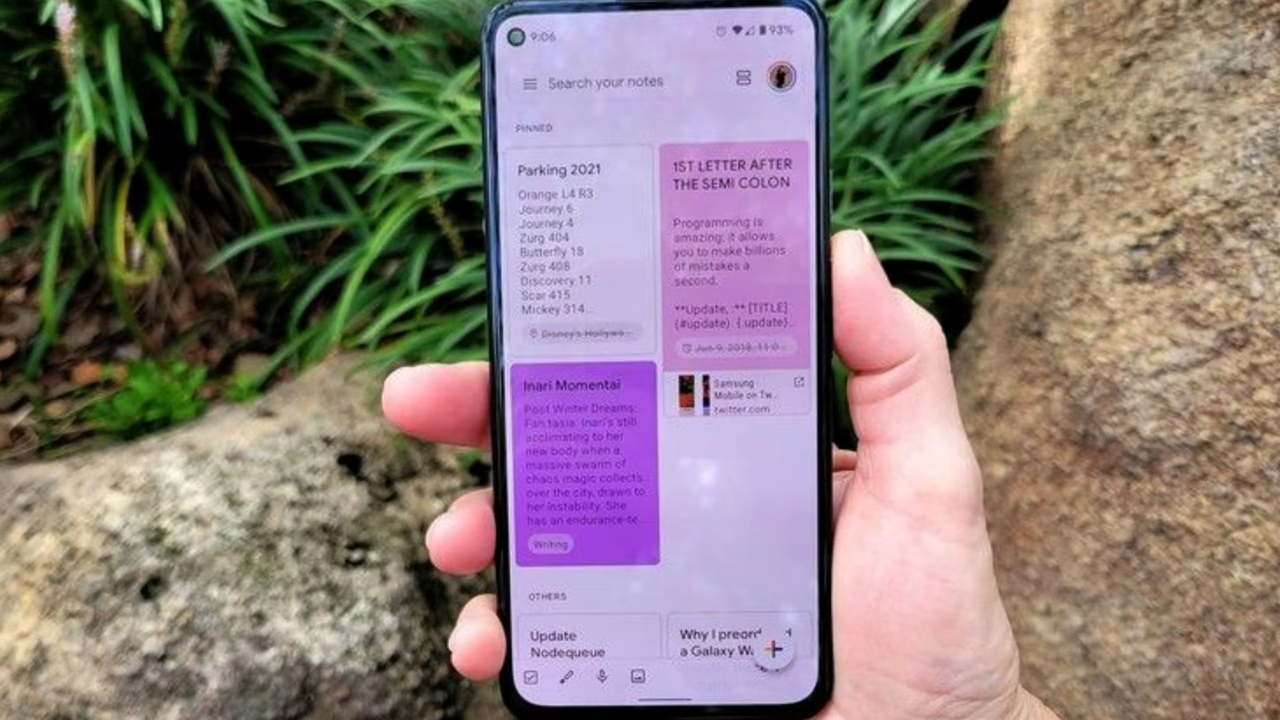 9:06
93%
Search your notes
PINNED
Parking 2021
Orange L4 R3
Journey 6
Journey 4
Zurg 404
Butterfly 18
Zurg 408
Discovery 11
Scar 415
Mickey 314...
Disney's Hollywo...
1ST LETTER AFTER
THE SEMI COLON
Programming is
amazing; it allows
you to make billions
of mistakes a
second.
**Update, :** [TITLE]
(#update) {.update}...
Jun 9, 2018, 11:0...
Samsung
Mobile on Tw...
twitter.com
Inari Momentai
Post Winter Dreams:
Fantasia: Inari's still
acclimating to her
new body when a
massive swarm of
chaos magic collects
over the city, drawn to
her instability. She
has an endurance-te...
Writing
OTHERS
Update
Nodequeue
Why I
a Galaxy